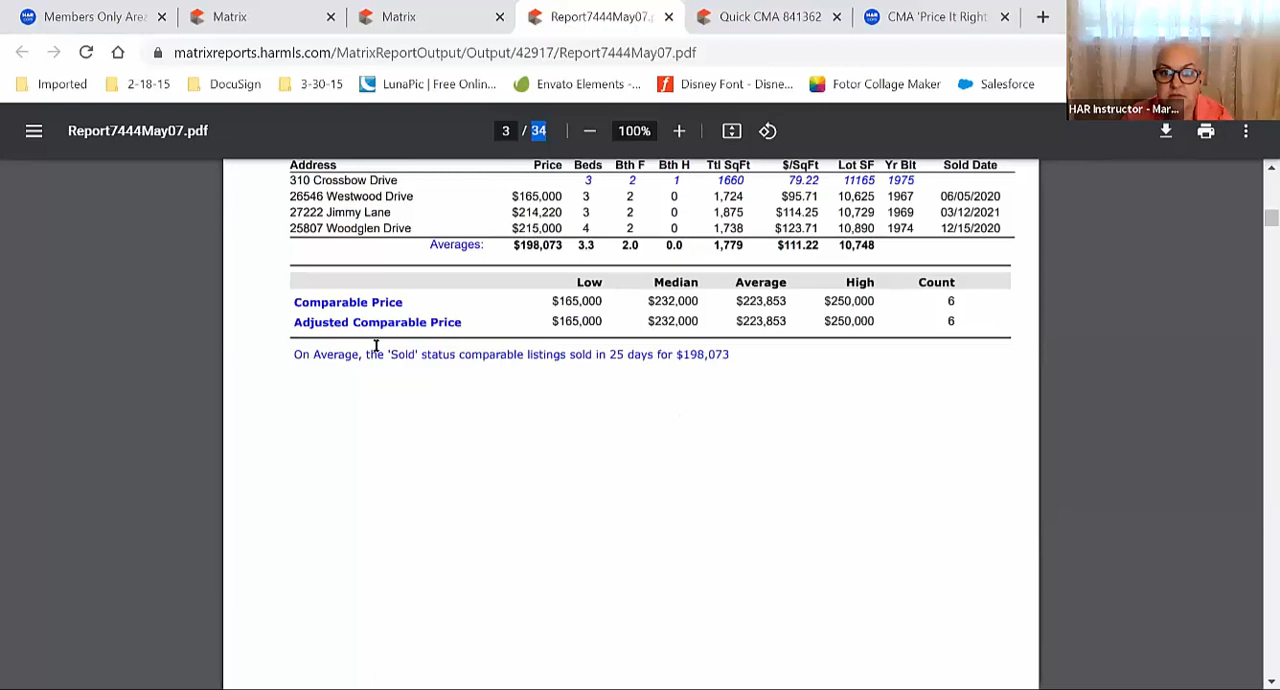 Members Only Area
Matrix
Matrix
Report7444May07.p
Quick CMA 841362
CMA 'Price It Right
matrixreports.harmls.com/MatrixReportOutput/Output/42917/Report7444May07.pdf
Imported 2-18-15 DocuSign 3-30-15 LunaPic | Free Onlin... Envato Elements -... Disney Font - Disne... Fotor Collage Maker Salesforce
HAR Instructor - Mar...
Report7444May07.pdf
3 / 34
100%
Address Price Beds Bth F Bth H Ttl SqFt $/SqFt Lot SF Yr Blt Sold Date
310 Crossbow Drive 3 2 1 1660 79.22 11165 1975
26546 Westwood Drive $165,000 3 2 0 1,724 $95.71 10,625 1967 06/05/2020
27222 Jimmy Lane $214,220 3 2 0 1,875 $114.25 10,729 1969 03/12/2021
25807 Woodglen Drive $215,000 4 2 0 1,738 $123.71 10,890 1974 12/15/2020
Averages: $198,073 3.3 2.0 0.0 1,779 $111.22 10,748
Low Median Average High Count
Comparable Price $165,000 $232,000 $223,853 $250,000 6
Adjusted Comparable Price $165,000 $232,000 $223,853 $250,000 6
On Average, the 'Sold' status comparable listings sold in 25 days for $198,073